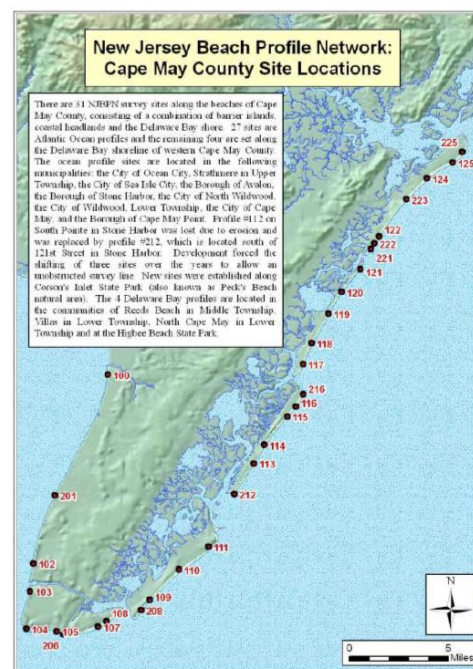 New Jersey Beach Profile Network:
Cape May County Site Locations
There are 31 NJBPN survey sites along the beaches of Cape
May County, consisting of a combination of barrier islands,
coastal headlands and the Delaware Bay shore. 27 sites are
Atlantic Ocean profiles and the remaining four are set along
the Delaware Bay shoreline of western Cape May County.
The ocean profile sites are located in the following
municipalities: the City of Ocean City, Strathmere in Upper
Township, the City of Sea Isle City, the Borough of Avalon,
the Borough of Stone Harbor, the City of North Wildwood,
the City of Wildwood, Lower Township, the City of Cape
May, and the Borough of Cape May Point. Profile #112 on
South Pointe in Stone Harbor was lost due to erosion and
was replaced by profile #212, which is located south of
121st Street in Stone Harbor. Development forced the
shifting of three sites over the years to allow an
unobstructed survey line. New sites were established along
Corson's Inlet State Park (also known as Peck's Beach
natural area). The 4 Delaware Bay profiles are located in
the communities of Reeds Beach in Middle Township,
Villas in Lower Township, North Cape May in Lower
Township and at the Higbee Beach State Park.
225
125
124
223
122
222
221
121
120
119
118
117
216
116
115
114
113
212
111
110
109
208
108
107
100
201
102
103
104
105
206
N
0 5
Miles